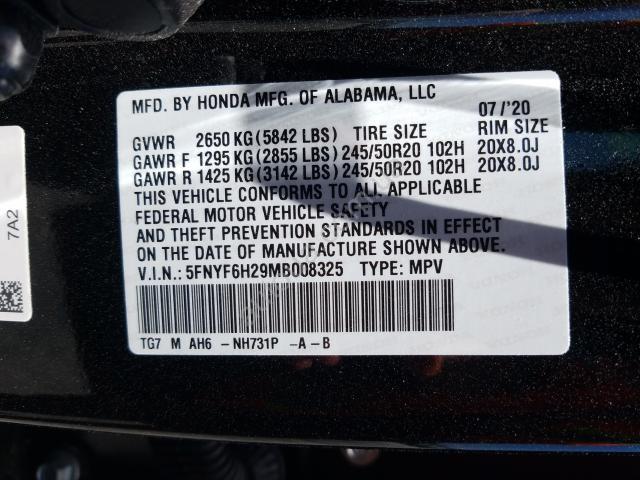 MFD. BY HONDA MFG. OF ALABAMA, LLC 07/'20
GVWR 2650 KG(5842 LBS) TIRE SIZE RIM SIZE
GAWR F 1295 KG(2855 LBS) 245/50R20 102H 20X8.0J
GAWR R 1425 KG(3142 LBS) 245/50R20 102H 20X8.0J
THIS VEHICLE CONFORMS TO ALL APPLICABLE
FEDERAL MOTOR VEHICLE SAFETY
AND THEFT PREVENTION STANDARDS IN EFFECT
ON THE DATE OF MANUFACTURE SHOWN ABOVE.
V.I.N.: 5FNYF6H29MB008325 TYPE: MPV
TG7 M AH6 -NH731P -A-B
7A2